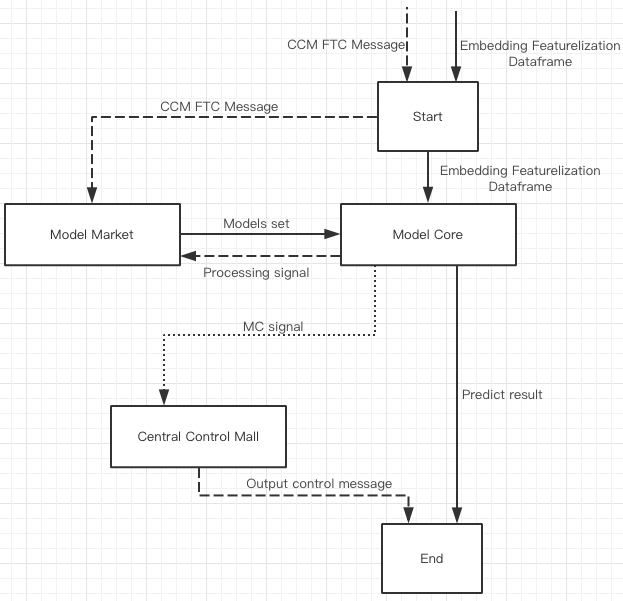 CCM FTC Message
Embedding Featurelization
Dataframe
Start
CCM FTC Message
Embedding Featurelization
Dataframe
Model Market
Models set
Processing signal
Model Core
MC signal
Predict result
Central Control Mall
Output control message
End